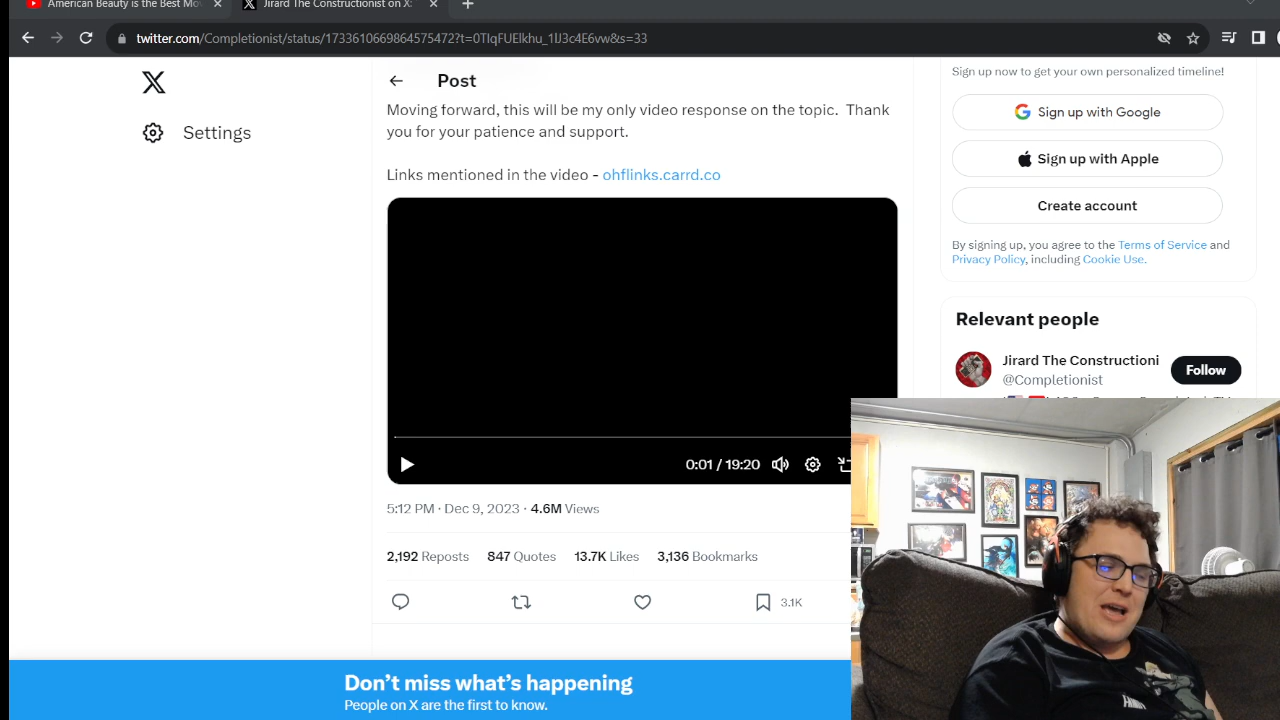 American Beauty is the Best Mo
Jirard The Constructionist on X:
twitter.com/Completionist/status/1733610669864575472?t=0TIqFUEIkhu_1IJ3c4E6vw&s=33
Post
Settings
Moving forward, this will be my only video response on the topic. Thank
you for your patience and support.
Links mentioned in the video - ohflinks.carrd.co
0:01 / 19:20
5:12 PM · Dec 9, 2023 · 4.6M Views
2,192 Reposts 847 Quotes 13.7K Likes 3,136 Bookmarks
3.1K
Sign up now to get your own personalized timeline!
Sign up with Google
Sign up with Apple
Create account
By signing up, you agree to the Terms of Service and
Privacy Policy, including Cookie Use.
Relevant people
Jirard The Constructioni
@Completionist
Follow
Don't miss what's happening
People on X are the first to know.